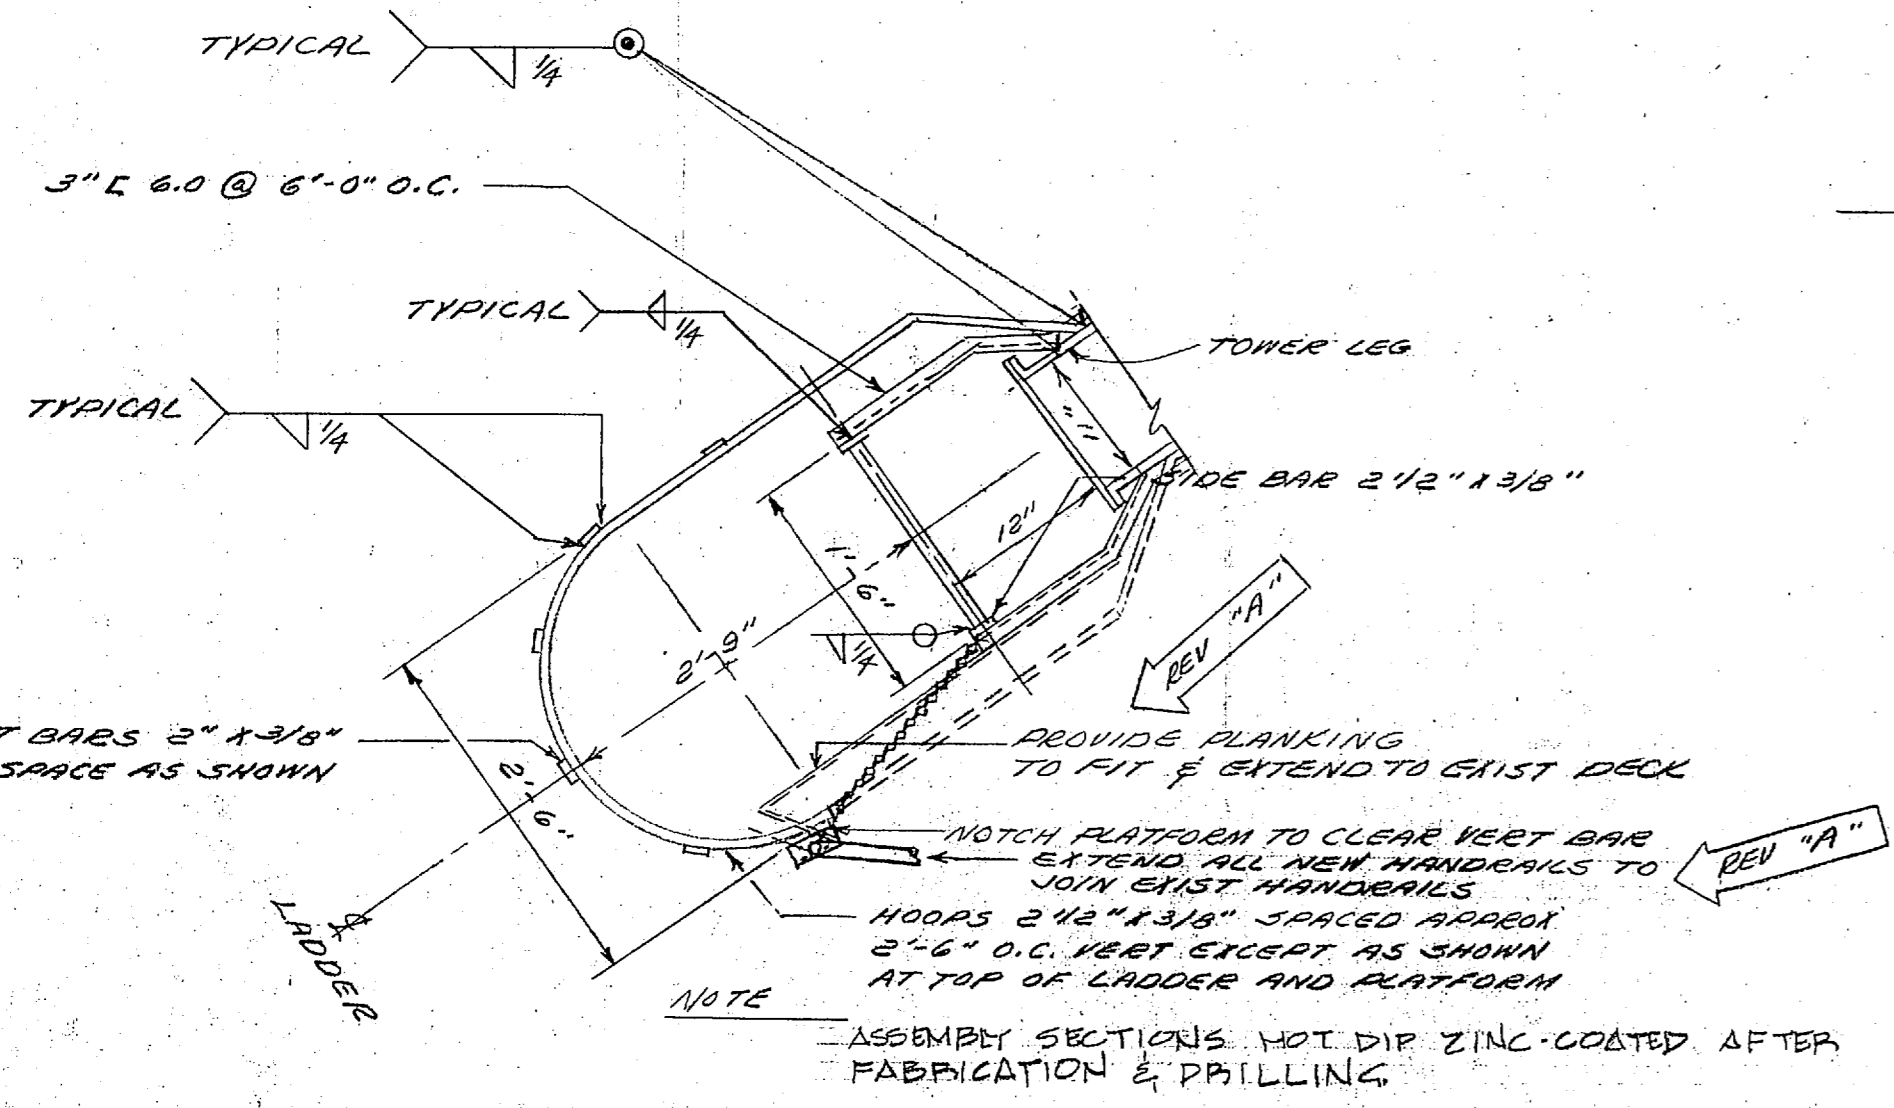 TYPICAL
1/4
3" [ 6.0 @ 6'-0" O.C.
TYPICAL
1/4
TOWER LEG
TYPICAL
1/4
SIDE BAR 2 1/2" X 3/8"
12"
1'-6"
REV "A"
2'-9"
1/4
T BARS 2" X 3/8"
SPACE AS SHOWN
PROVIDE PLANKING
TO FIT & EXTEND TO EXIST DECK
2'-6"
NOTCH PLATFORM TO CLEAR VERT BAR
EXTEND ALL NEW HANDRAILS TO
JOIN EXIST HANDRAILS
REV "A"
HOOPS 2 1/2" X 3/8" SPACED APPROX
2'-6" O.C. VERT EXCEPT AS SHOWN
AT TOP OF LADDER AND PLATFORM
LADDER
NOTE
ASSEMBLY SECTIONS HOT DIP ZINC-COATED AFTER
FABRICATION & DRILLING.